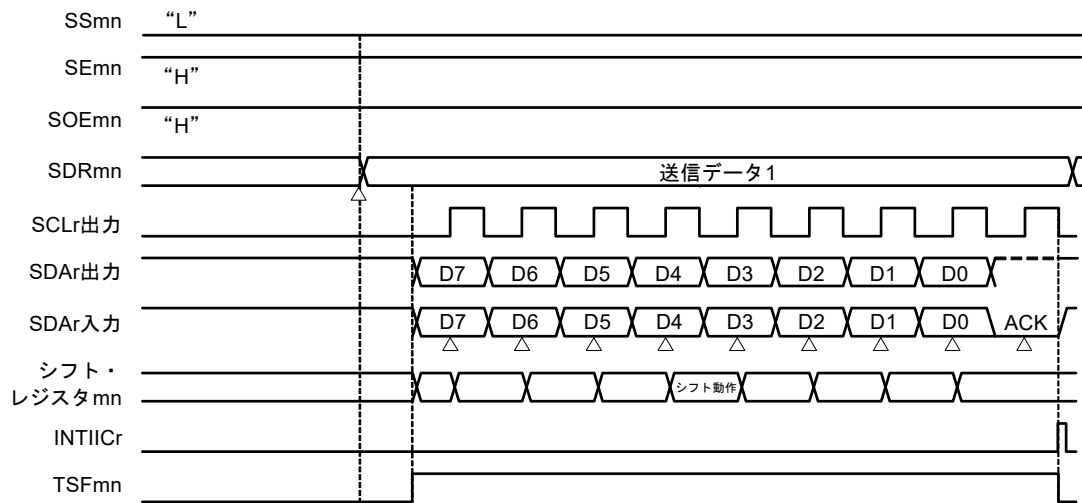 SSmn “L”
SEmn “H”
SOEmn “H”
SDRmn 送信データ1
SCLr出力
SDAr出力 D7 D6 D5 D4 D3 D2 D1 D0
SDAr入力 D7 D6 D5 D4 D3 D2 D1 D0 ACK
シフト・
レジスタmn シフト動作
INTIICr
TSFmn